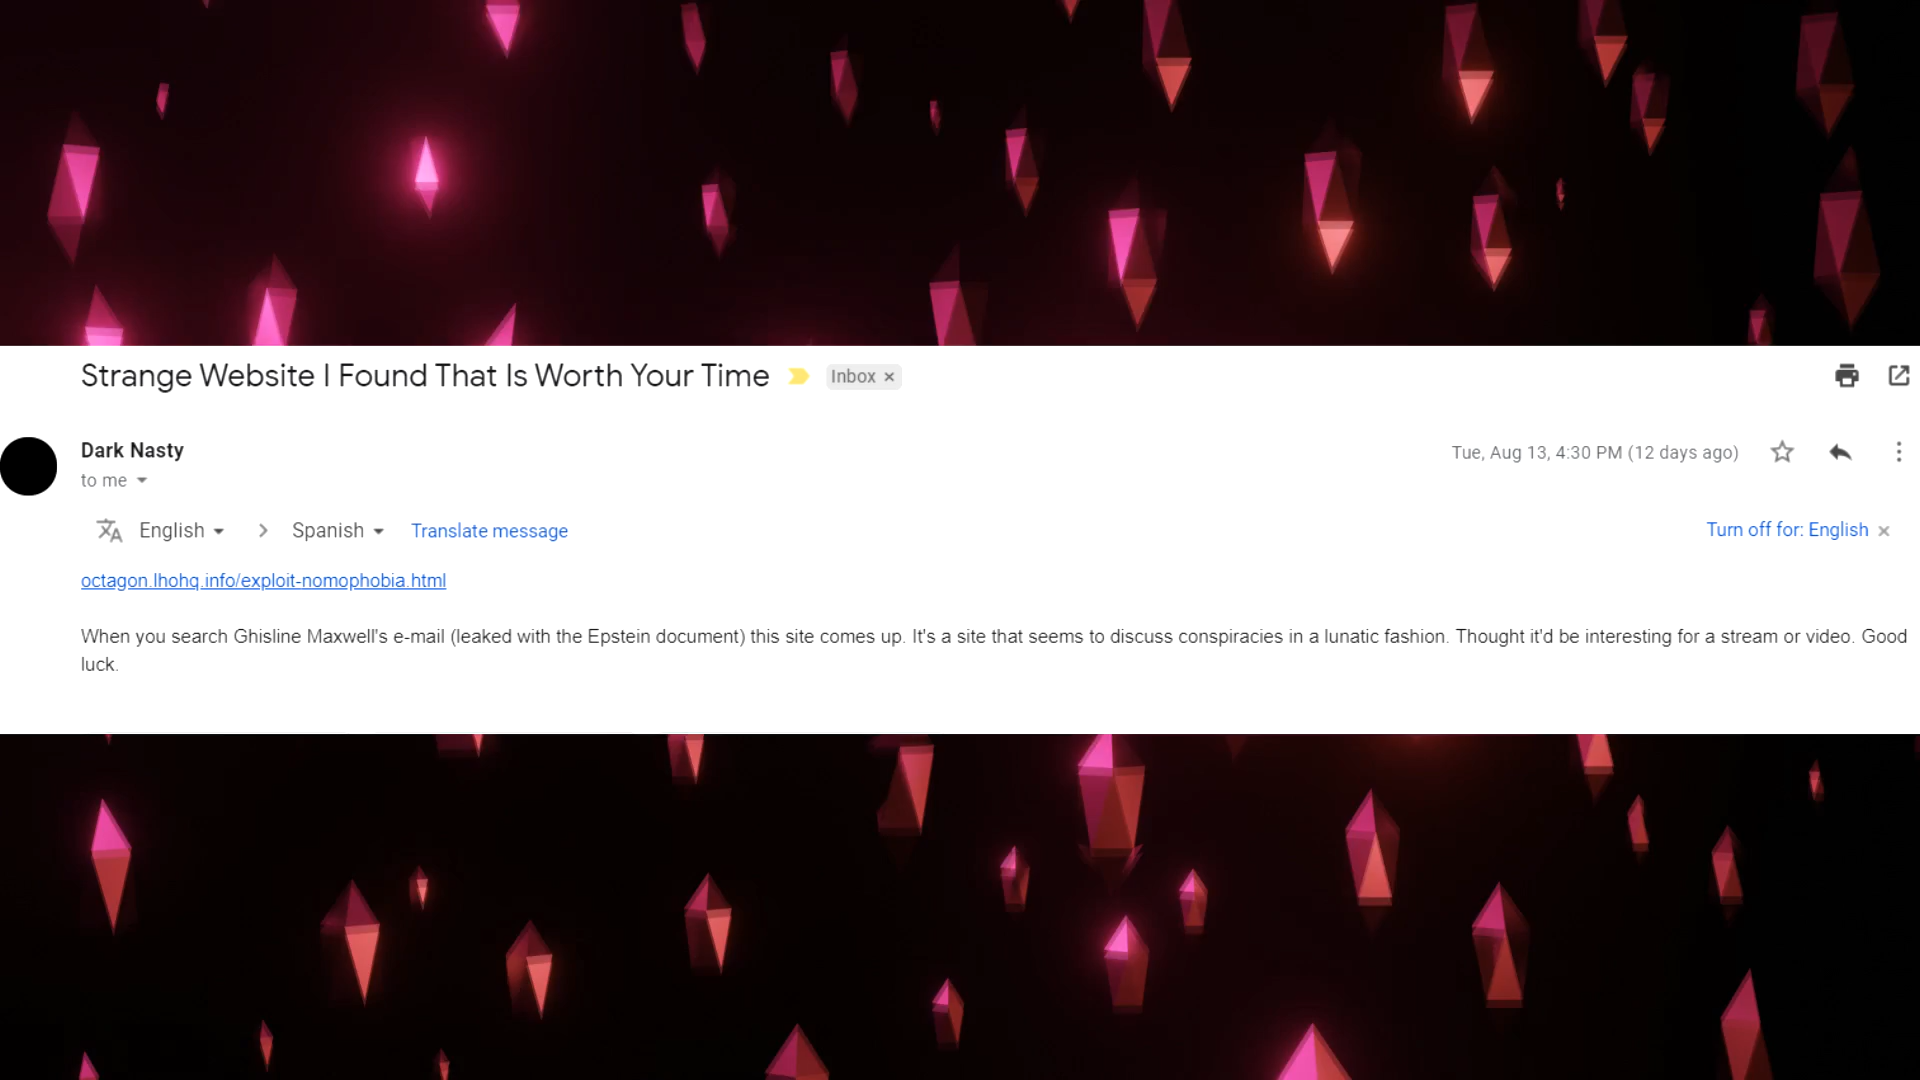 Strange Website I Found That Is Worth Your Time
Inbox ×
Dark Nasty
Tue, Aug 13, 4:30 PM (12 days ago)
to me
English > Spanish Translate message
Turn off for: English ×
octagon.lhohq.info/exploit-nomophobia.html
When you search Ghisline Maxwell's e-mail (leaked with the Epstein document) this site comes up. It's a site that seems to discuss conspiracies in a lunatic fashion. Thought it'd be interesting for a stream or video. Good
luck.